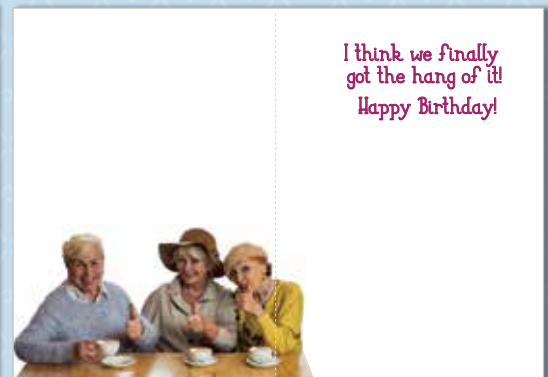 I think we finally
got the hang of it!
Happy Birthday!